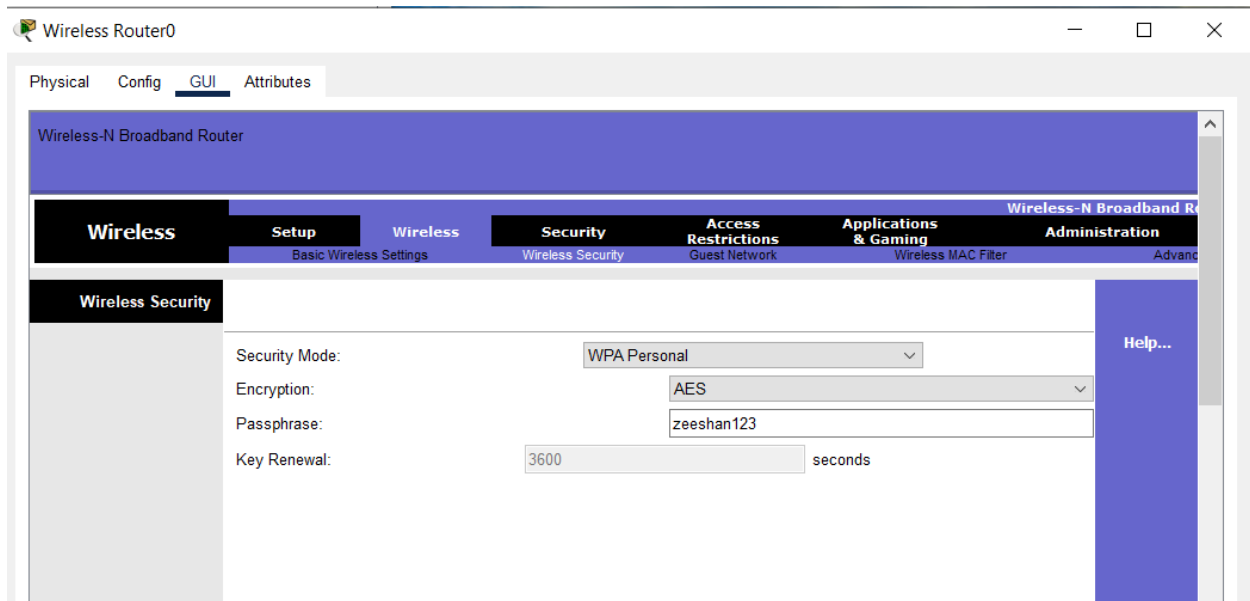 Wireless Router0
Physical Config GUI Attributes
Wireless-N Broadband Router
Wireless-N Broadband Ro
Wireless Setup Wireless Security Access Restrictions Applications & Gaming Administration
Basic Wireless Settings Wireless Security Guest Network Wireless MAC Filter Advanc
Wireless Security
Help...
Security Mode: WPA Personal
Encryption: AES
Passphrase: zeeshan123
Key Renewal: 3600 seconds